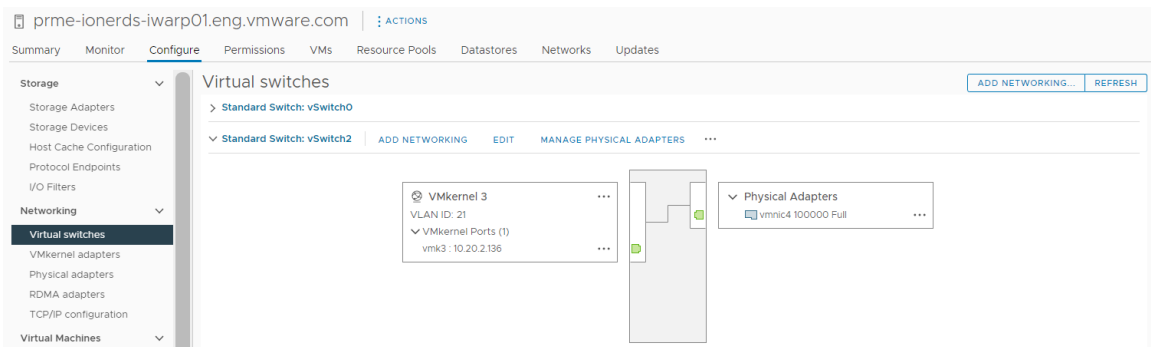 prme-ionerds-iwarp01.eng.vmware.com ACTIONS
Summary Monitor Configure Permissions VMs Resource Pools Datastores Networks Updates
Storage
Storage Adapters
Storage Devices
Host Cache Configuration
Protocol Endpoints
I/O Filters
Networking
Virtual switches
VMkernel adapters
Physical adapters
RDMA adapters
TCP/IP configuration
Virtual Machines
Virtual switches
ADD NETWORKING... REFRESH
Standard Switch: vSwitch0
Standard Switch: vSwitch2 ADD NETWORKING EDIT MANAGE PHYSICAL ADAPTERS ...
VMkernel 3 ...
VLAN ID: 21
VMkernel Ports (1)
vmk3 : 10.20.2.136 ...
Physical Adapters
vmnic4 100000 Full ...